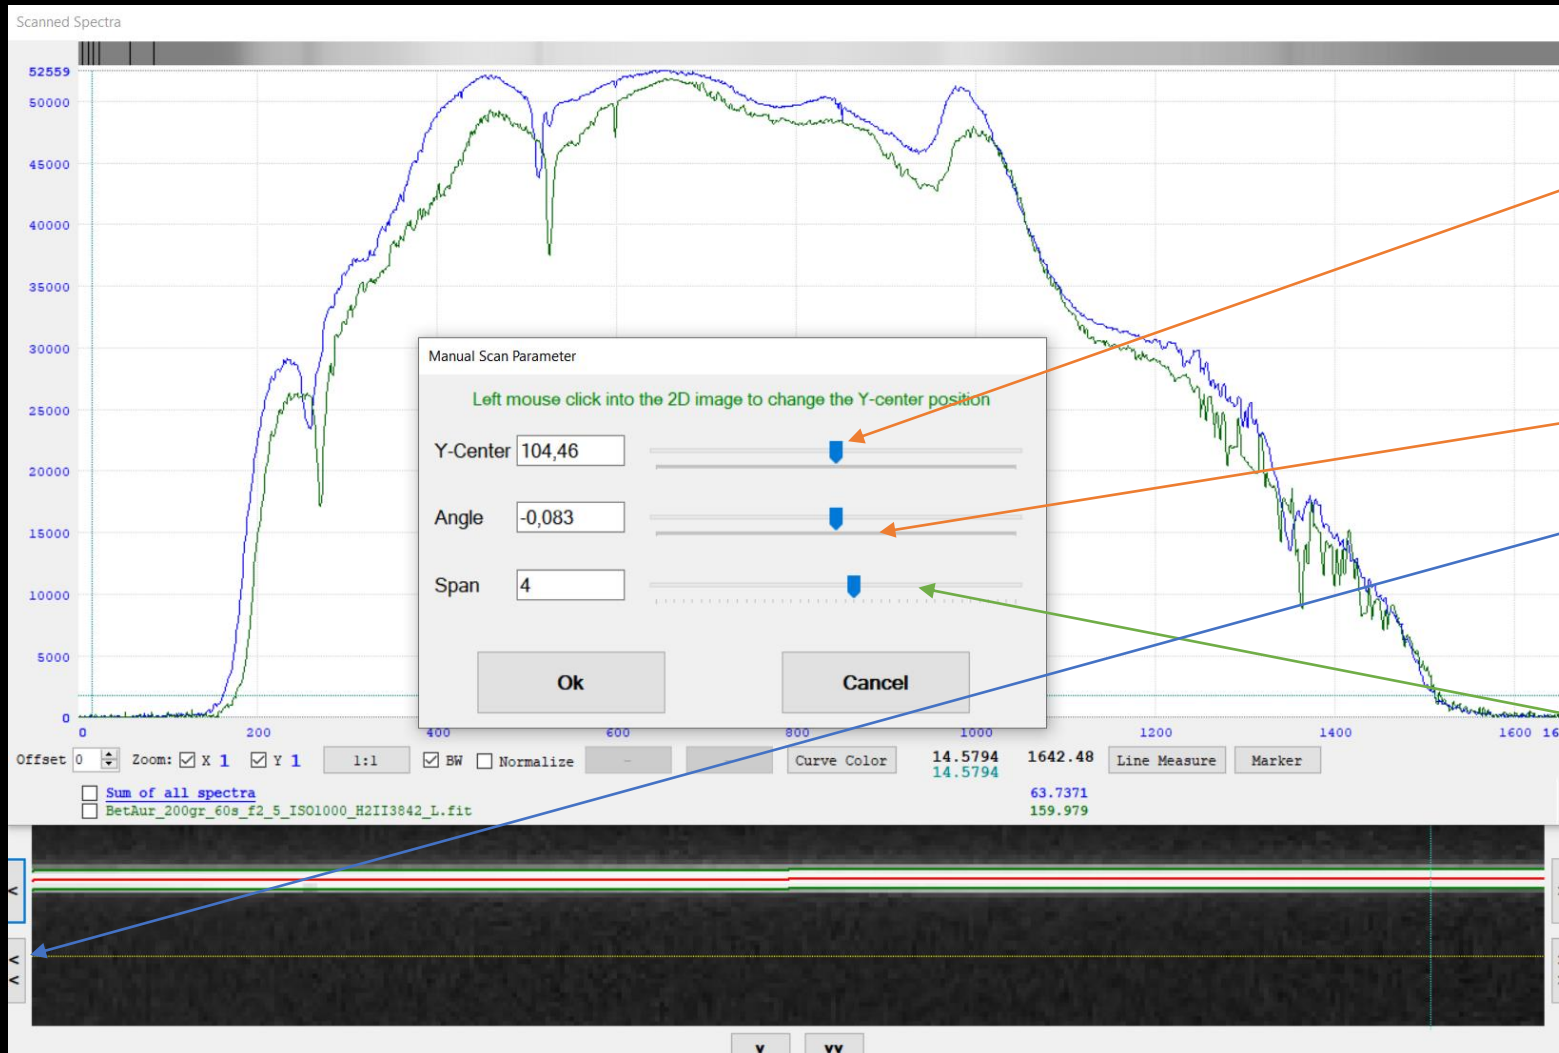 Scanned Spectra
52559
50000
45000
40000
35000
30000
25000
20000
15000
10000
5000
0
Manual Scan Parameter
Left mouse click into the 2D image to change the Y-center position
Y-Center 104,46
Angle -0,083
Span 4
Ok Cancel
0 200 400 600 800 1000 1200 1400 1600 16
Offset 0 Zoom: X 1 Y 1 1:1 BW Normalize - Curve Color 14.5794 1642.48 Line Measure Marker
14.5794
Sum of all spectra 63.7371
BetAur_200gr_60s_f2_5_ISO1000_H2II3842_L.fit 159.979
<
<
<
v vv